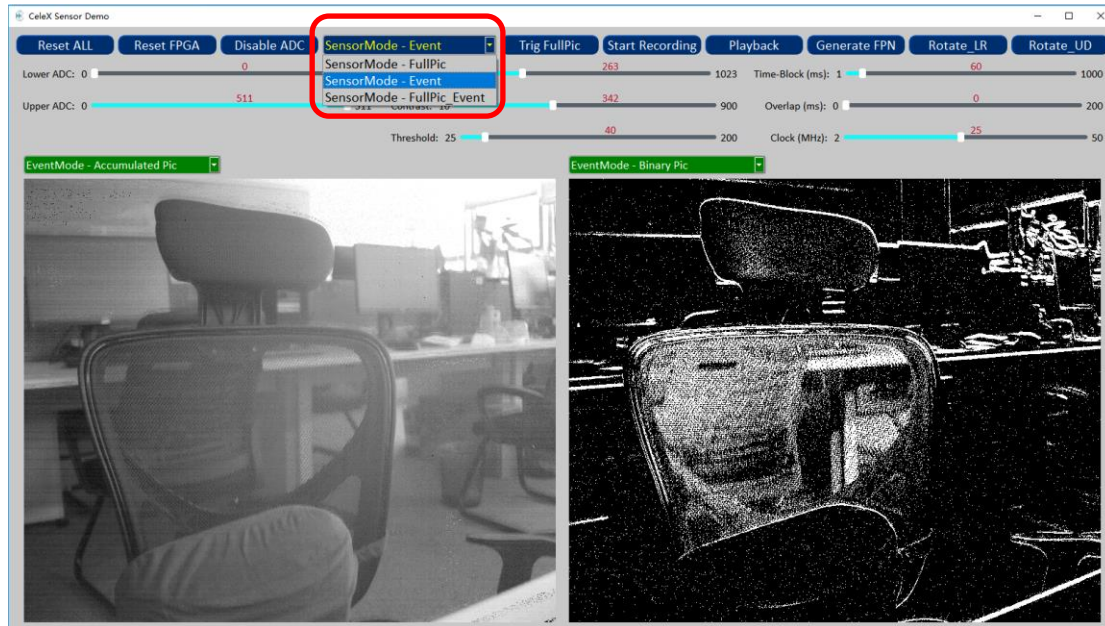 CeleX Sensor Demo
Reset ALL Reset FPGA Disable ADC SensorMode - Event Trig FullPic Start Recording Playback Generate FPN Rotate_LR Rotate_UD
SensorMode - FullPic
SensorMode - Event
SensorMode - FullPic_Event
Lower ADC: 0 0 263 1023 Time-Block (ms): 1 60 1000
Upper ADC: 0 511 511 Contrast: 342 900 Overlap (ms): 0 0 200
Threshold: 25 40 200 Clock (MHz): 2 25 50
EventMode - Accumulated Pic EventMode - Binary Pic